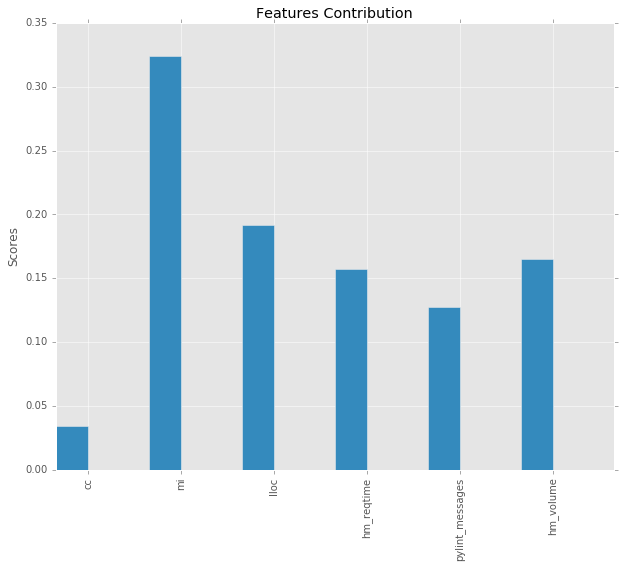 Features Contribution
0.35
0.30
0.25
0.20
0.15
0.10
0.05
0.00
Scores
cc
mi
lloc
hm_reqtime
pylint_messages
hm_volume